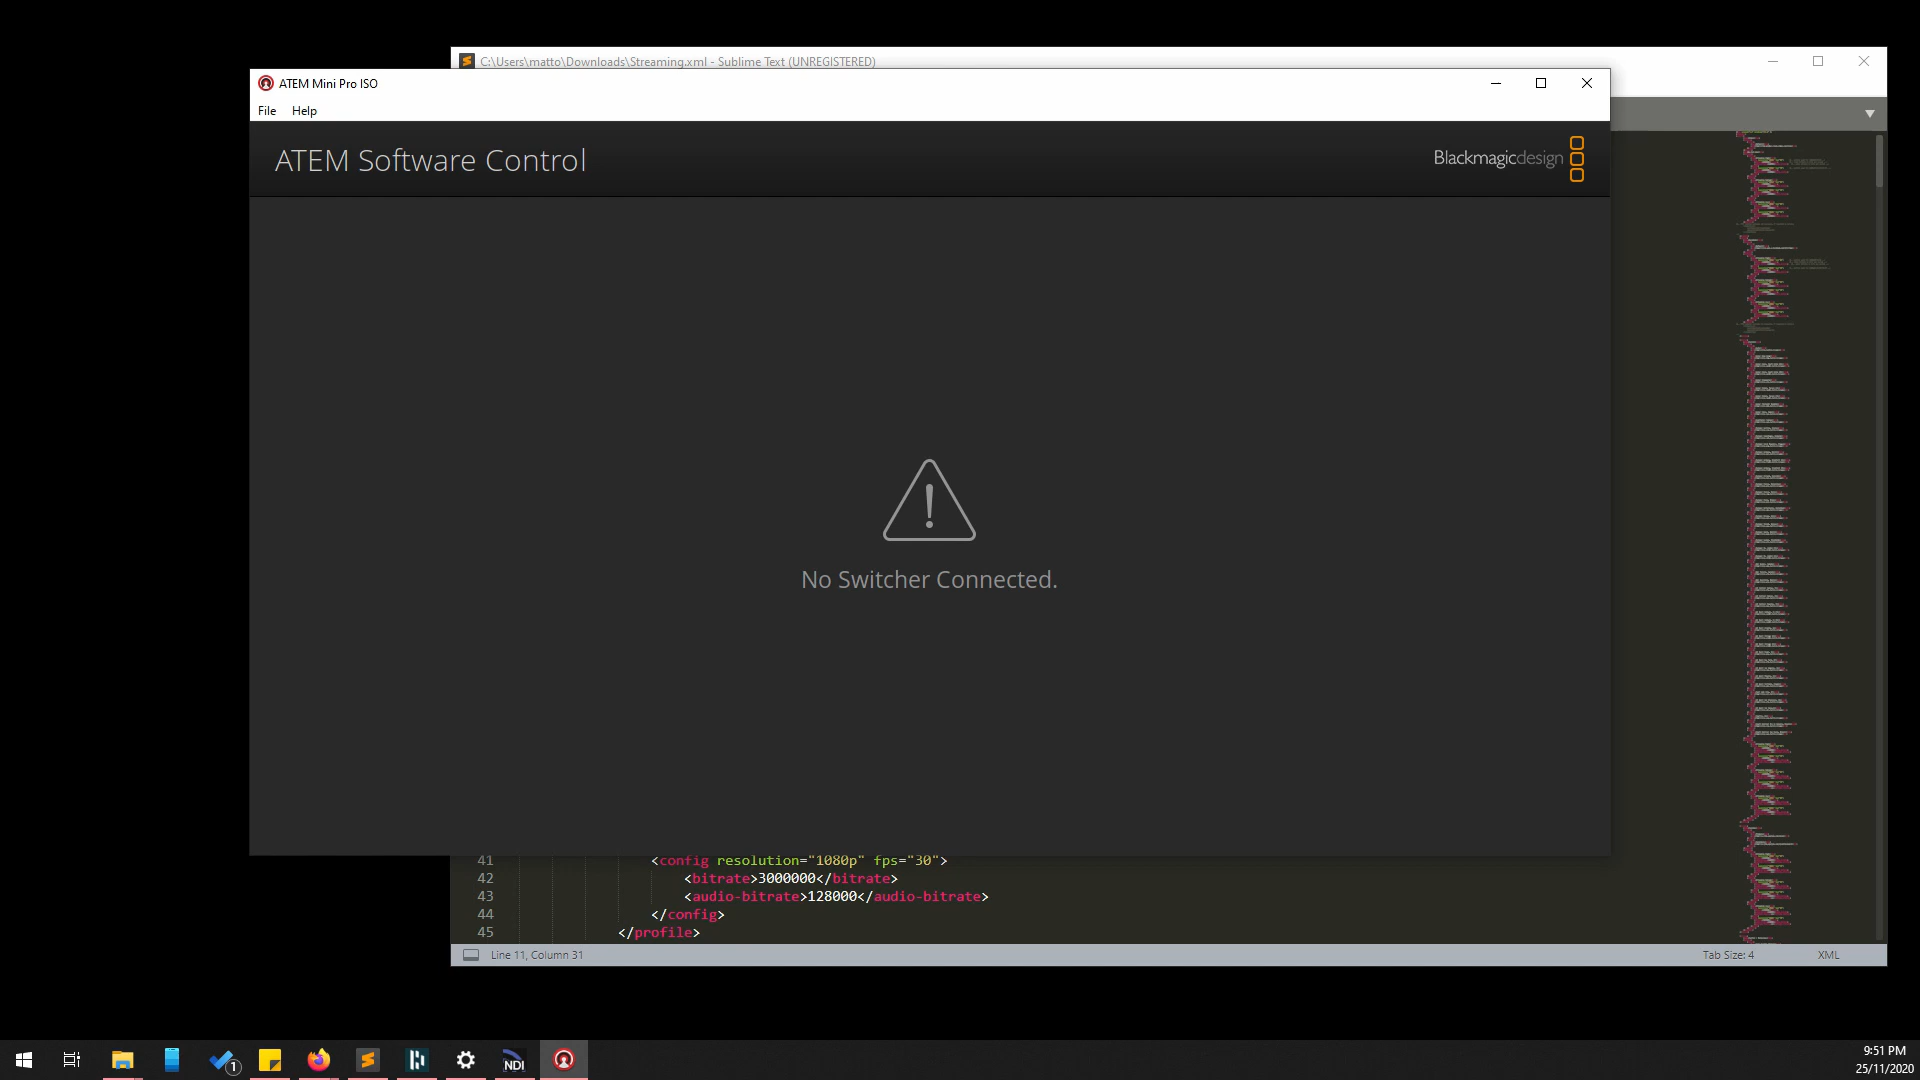 C:\Users\matto\Downloads\Streaming.xml - Sublime Text (UNREGISTERED)
ATEM Mini Pro ISO
File Help
ATEM Software Control
Blackmagicdesign
No Switcher Connected.
41 <config resolution="1080p" fps="30">
42 <bitrate>3000000</bitrate>
43 <audio-bitrate>128000</audio-bitrate>
44 </config>
45 </profile>
Line 11, Column 31
Tab Size: 4
XML
1
NDI
9:51 PM
25/11/2020